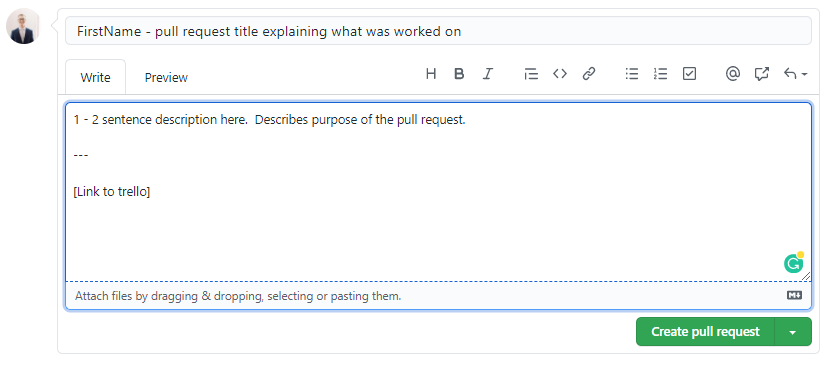 FirstName - pull request title explaining what was worked on
Write Preview
1 - 2 sentence description here.  Describes purpose of the pull request.
---
[Link to trello]
Attach files by dragging & dropping, selecting or pasting them.
Create pull request